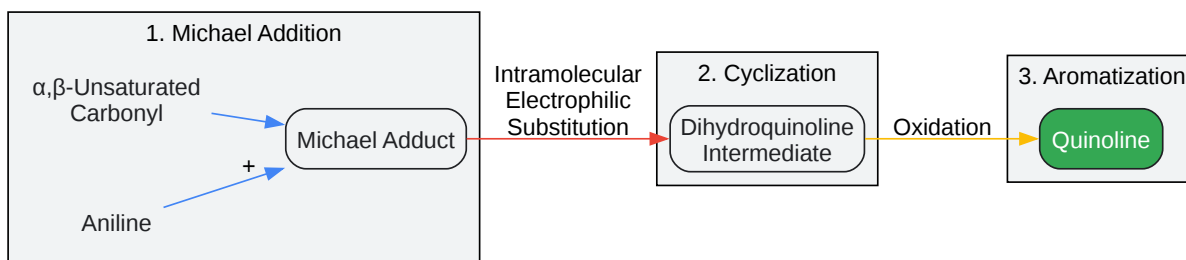 1. Michael Addition
α,β-Unsaturated
Carbonyl
+
Aniline
Michael Adduct
Intramolecular
Electrophilic
Substitution
2. Cyclization
Dihydroquinoline
Intermediate
Oxidation
3. Aromatization
Quinoline